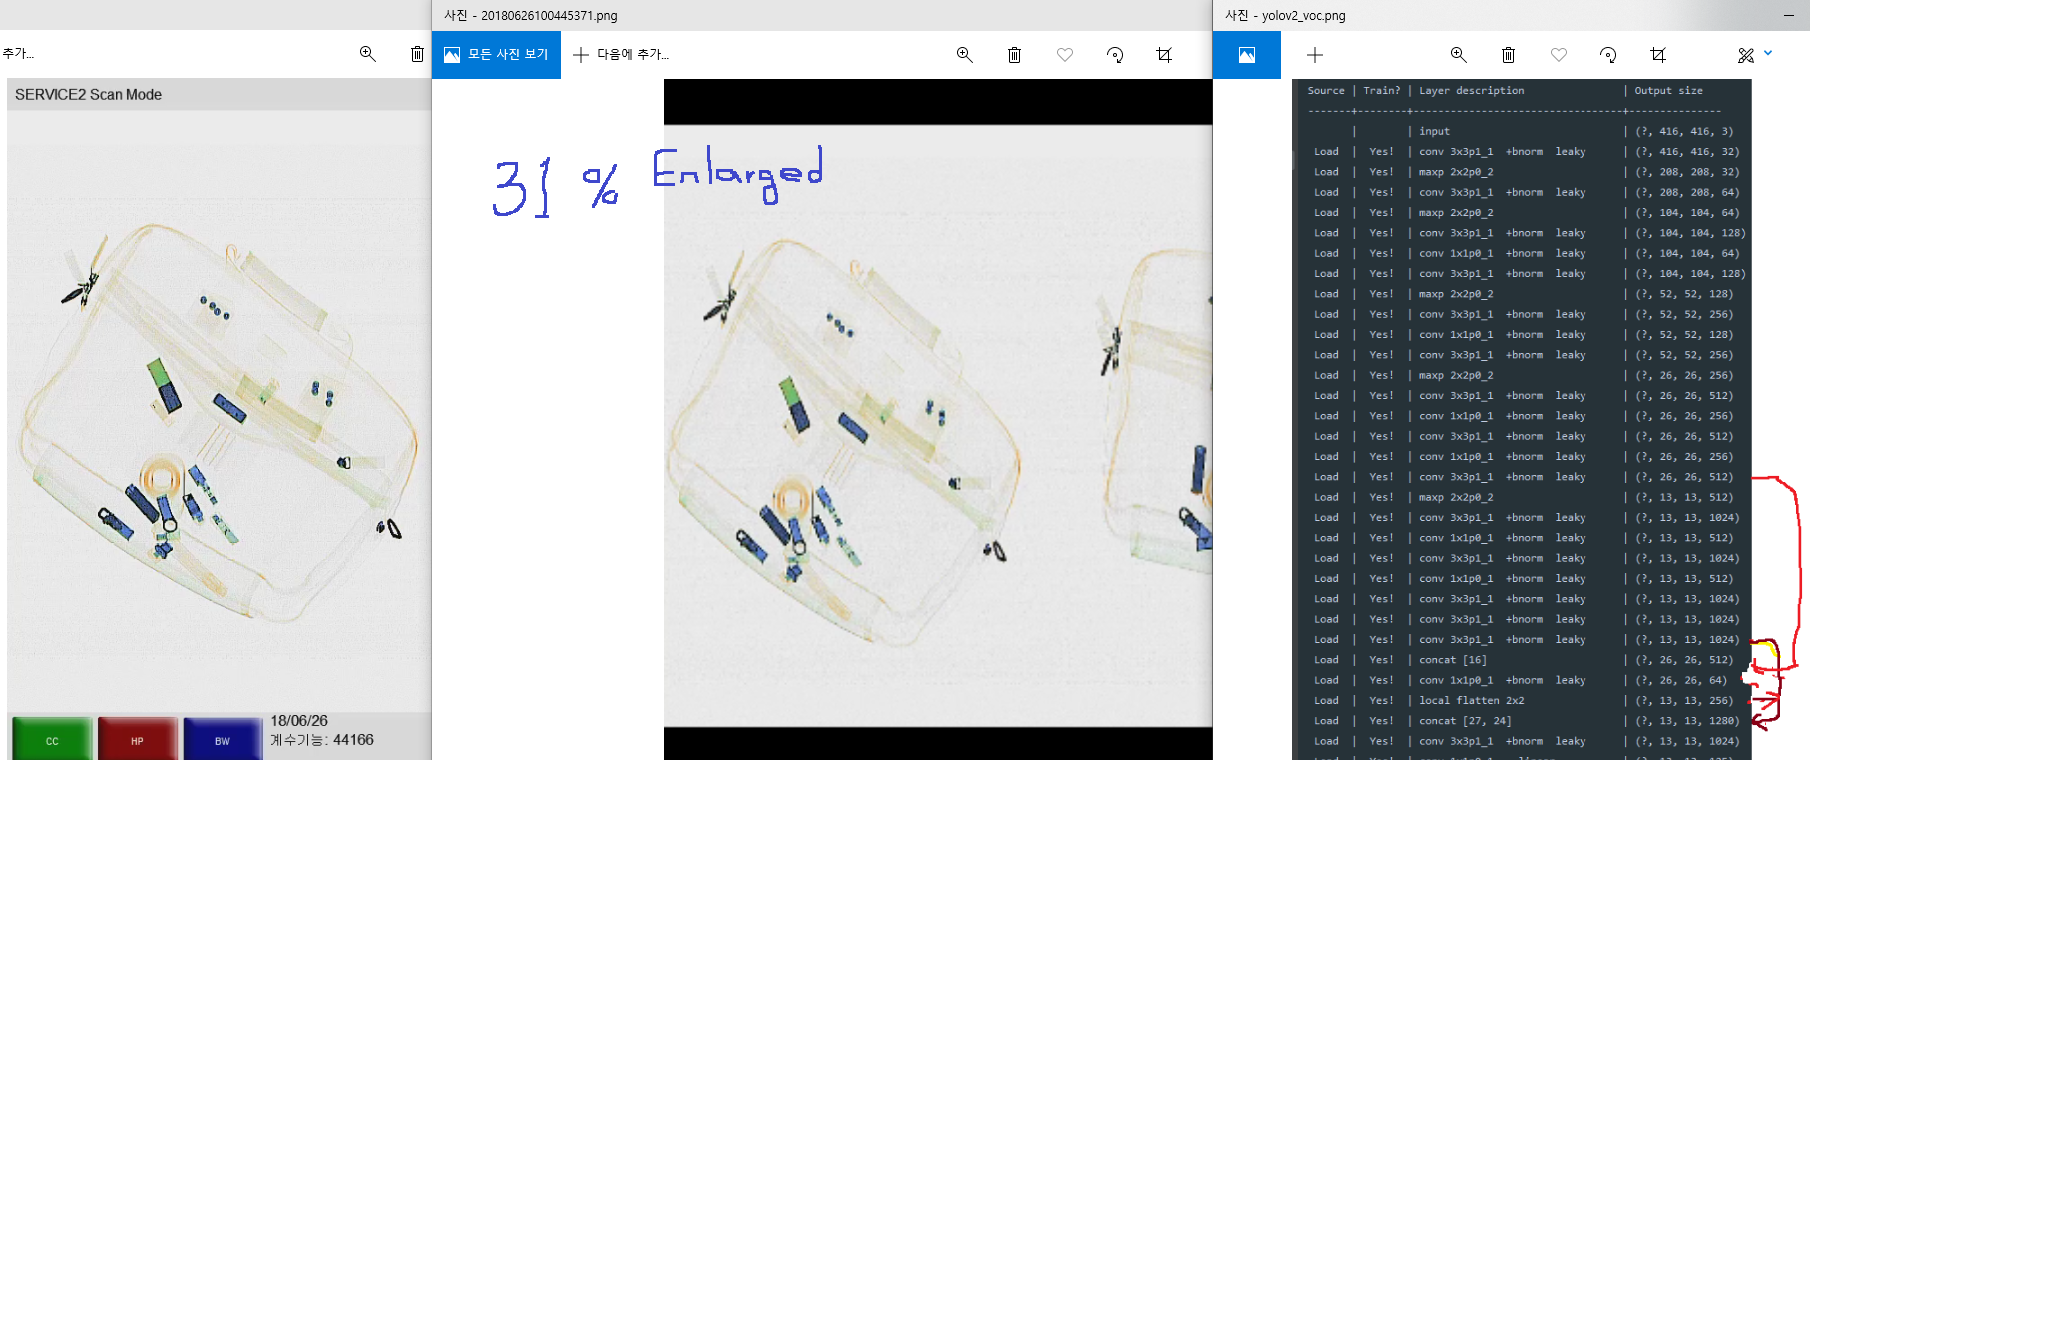 추가...
SERVICE2 Scan Mode
CC HP BW
18/06/26
계수기능: 44166
사진 - 20180626100445371.png
모든 사진 보기
다음에 추가...
31 % Enlarged
사진 - yolov2_voc.png
Source | Train? | Layer description | Output size
-------+--------+----------------------------------+---------------
| | input | (?, 416, 416, 3)
Load | Yes! | conv 3x3p1_1 +bnorm leaky | (?, 416, 416, 32)
Load | Yes! | maxp 2x2p0_2 | (?, 208, 208, 32)
Load | Yes! | conv 3x3p1_1 +bnorm leaky | (?, 208, 208, 64)
Load | Yes! | maxp 2x2p0_2 | (?, 104, 104, 64)
Load | Yes! | conv 3x3p1_1 +bnorm leaky | (?, 104, 104, 128)
Load | Yes! | conv 1x1p0_1 +bnorm leaky | (?, 104, 104, 64)
Load | Yes! | conv 3x3p1_1 +bnorm leaky | (?, 104, 104, 128)
Load | Yes! | maxp 2x2p0_2 | (?, 52, 52, 128)
Load | Yes! | conv 3x3p1_1 +bnorm leaky | (?, 52, 52, 256)
Load | Yes! | conv 1x1p0_1 +bnorm leaky | (?, 52, 52, 128)
Load | Yes! | conv 3x3p1_1 +bnorm leaky | (?, 52, 52, 256)
Load | Yes! | maxp 2x2p0_2 | (?, 26, 26, 256)
Load | Yes! | conv 3x3p1_1 +bnorm leaky | (?, 26, 26, 512)
Load | Yes! | conv 1x1p0_1 +bnorm leaky | (?, 26, 26, 256)
Load | Yes! | conv 3x3p1_1 +bnorm leaky | (?, 26, 26, 512)
Load | Yes! | conv 1x1p0_1 +bnorm leaky | (?, 26, 26, 256)
Load | Yes! | conv 3x3p1_1 +bnorm leaky | (?, 26, 26, 512)
Load | Yes! | maxp 2x2p0_2 | (?, 13, 13, 512)
Load | Yes! | conv 3x3p1_1 +bnorm leaky | (?, 13, 13, 1024)
Load | Yes! | conv 1x1p0_1 +bnorm leaky | (?, 13, 13, 512)
Load | Yes! | conv 3x3p1_1 +bnorm leaky | (?, 13, 13, 1024)
Load | Yes! | conv 1x1p0_1 +bnorm leaky | (?, 13, 13, 512)
Load | Yes! | conv 3x3p1_1 +bnorm leaky | (?, 13, 13, 1024)
Load | Yes! | conv 3x3p1_1 +bnorm leaky | (?, 13, 13, 1024)
Load | Yes! | conv 3x3p1_1 +bnorm leaky | (?, 13, 13, 1024)
Load | Yes! | concat [16] | (?, 26, 26, 512)
Load | Yes! | conv 1x1p0_1 +bnorm leaky | (?, 26, 26, 64)
Load | Yes! | local flatten 2x2 | (?, 13, 13, 256)
Load | Yes! | concat [27, 24] | (?, 13, 13, 1280)
Load | Yes! | conv 3x3p1_1 +bnorm leaky | (?, 13, 13, 1024)